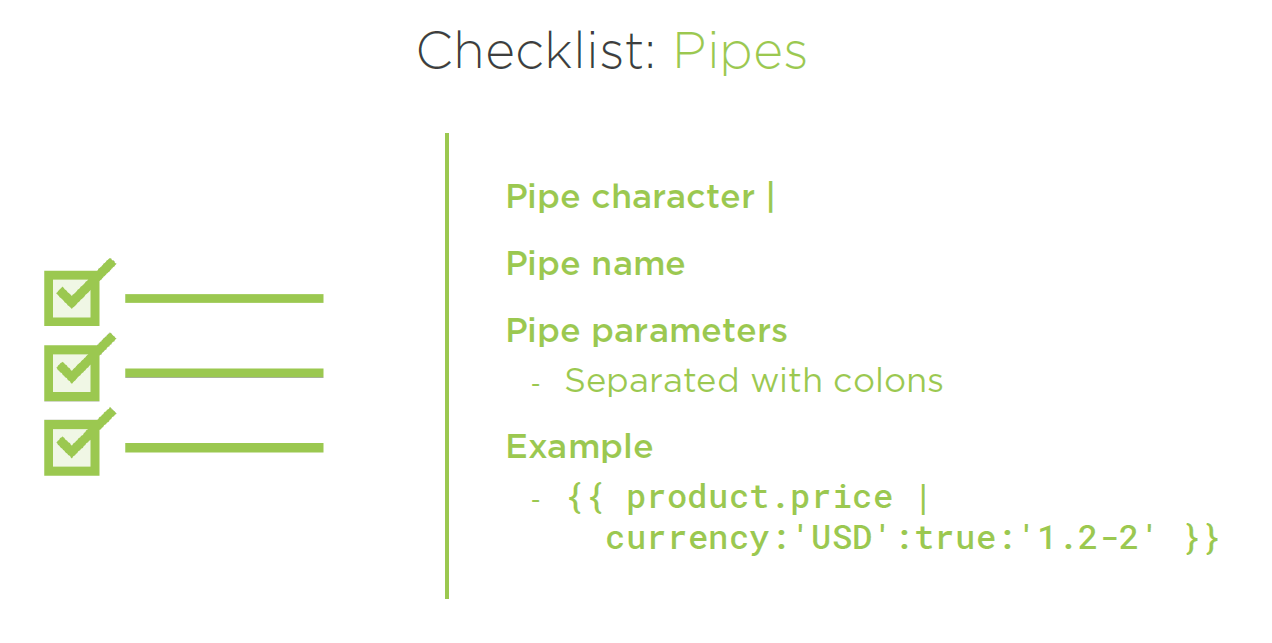 Checklist: Pipes
Pipe character |
Pipe name
Pipe parameters
- Separated with colons
Example
- {{ product.price |
currency:'USD':true:'1.2-2' }}